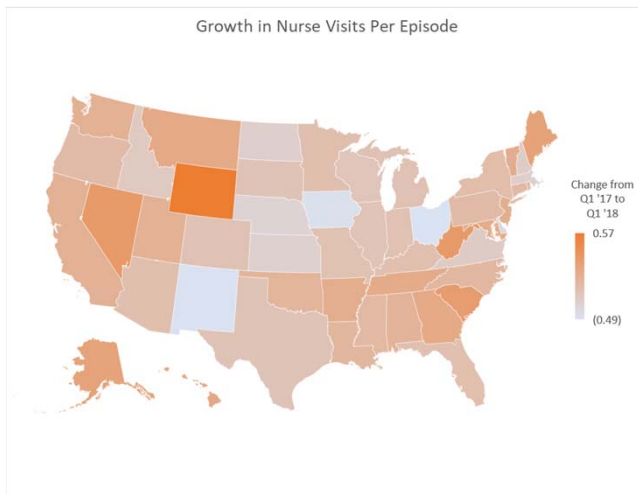 Growth in Nurse Visits Per Episode
Change from
Q1 '17 to
Q1 '18
0.57
(0.49)